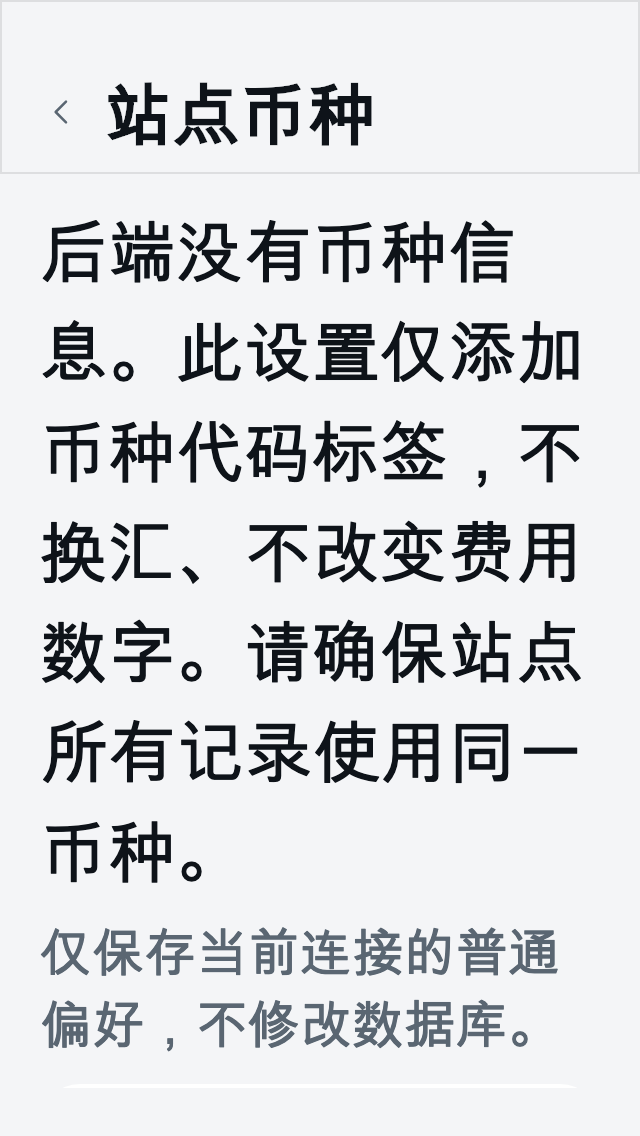 站点币种
后端没有币种信
息。此设置仅添加
币种代码标签，不
换汇、不改变费用
数字。请确保站点
所有记录使用同一
币种。
仅保存当前连接的普通
偏好，不修改数据库。